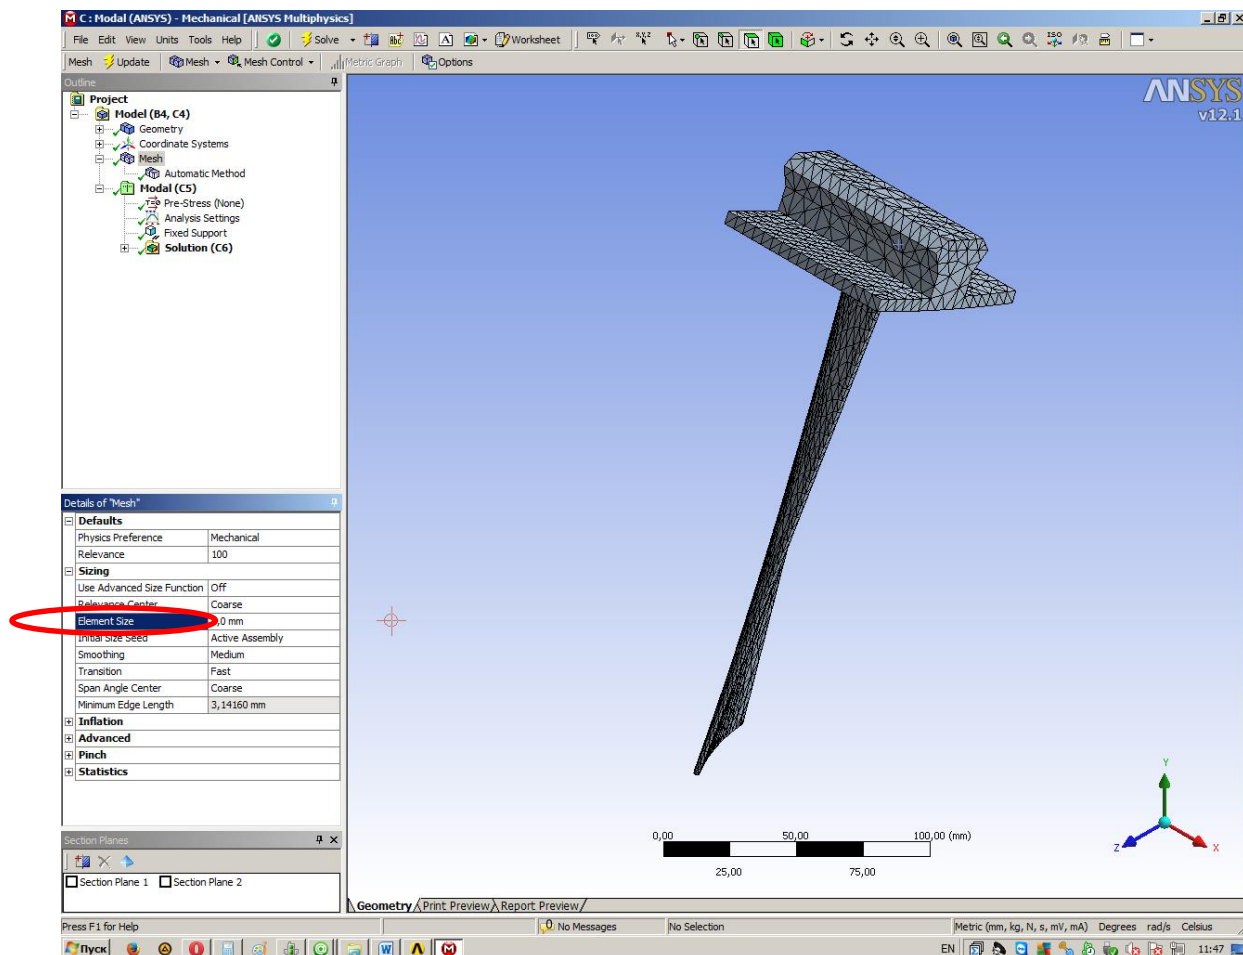 C : Modal (ANSYS) - Mechanical [ANSYS Multiphysics]
File Edit View Units Tools Help Solve Worksheet
Mesh Update Mesh Mesh Control Metric Graph Options
Outline
Project
Model (B4, C4)
Geometry
Coordinate Systems
Mesh
Automatic Method
Modal (C5)
Pre-Stress (None)
Analysis Settings
Fixed Support
Solution (C6)
ANSYS
v12.1
Details of "Mesh"
Defaults
Physics Preference Mechanical
Relevance 100
Sizing
Use Advanced Size Function Off
Relevance Center Coarse
Element Size ,0 mm
Initial Size Seed Active Assembly
Smoothing Medium
Transition Fast
Span Angle Center Coarse
Minimum Edge Length 3,14160 mm
Inflation
Advanced
Pinch
Statistics
0,00 50,00 100,00 (mm)
25,00 75,00
Y
Z X
Section Planes
Section Plane 1 Section Plane 2
Geometry Print Preview Report Preview
Press F1 for Help No Messages No Selection Metric (mm, kg, N, s, mV, mA) Degrees rad/s Celsius
Пуск EN 11:47